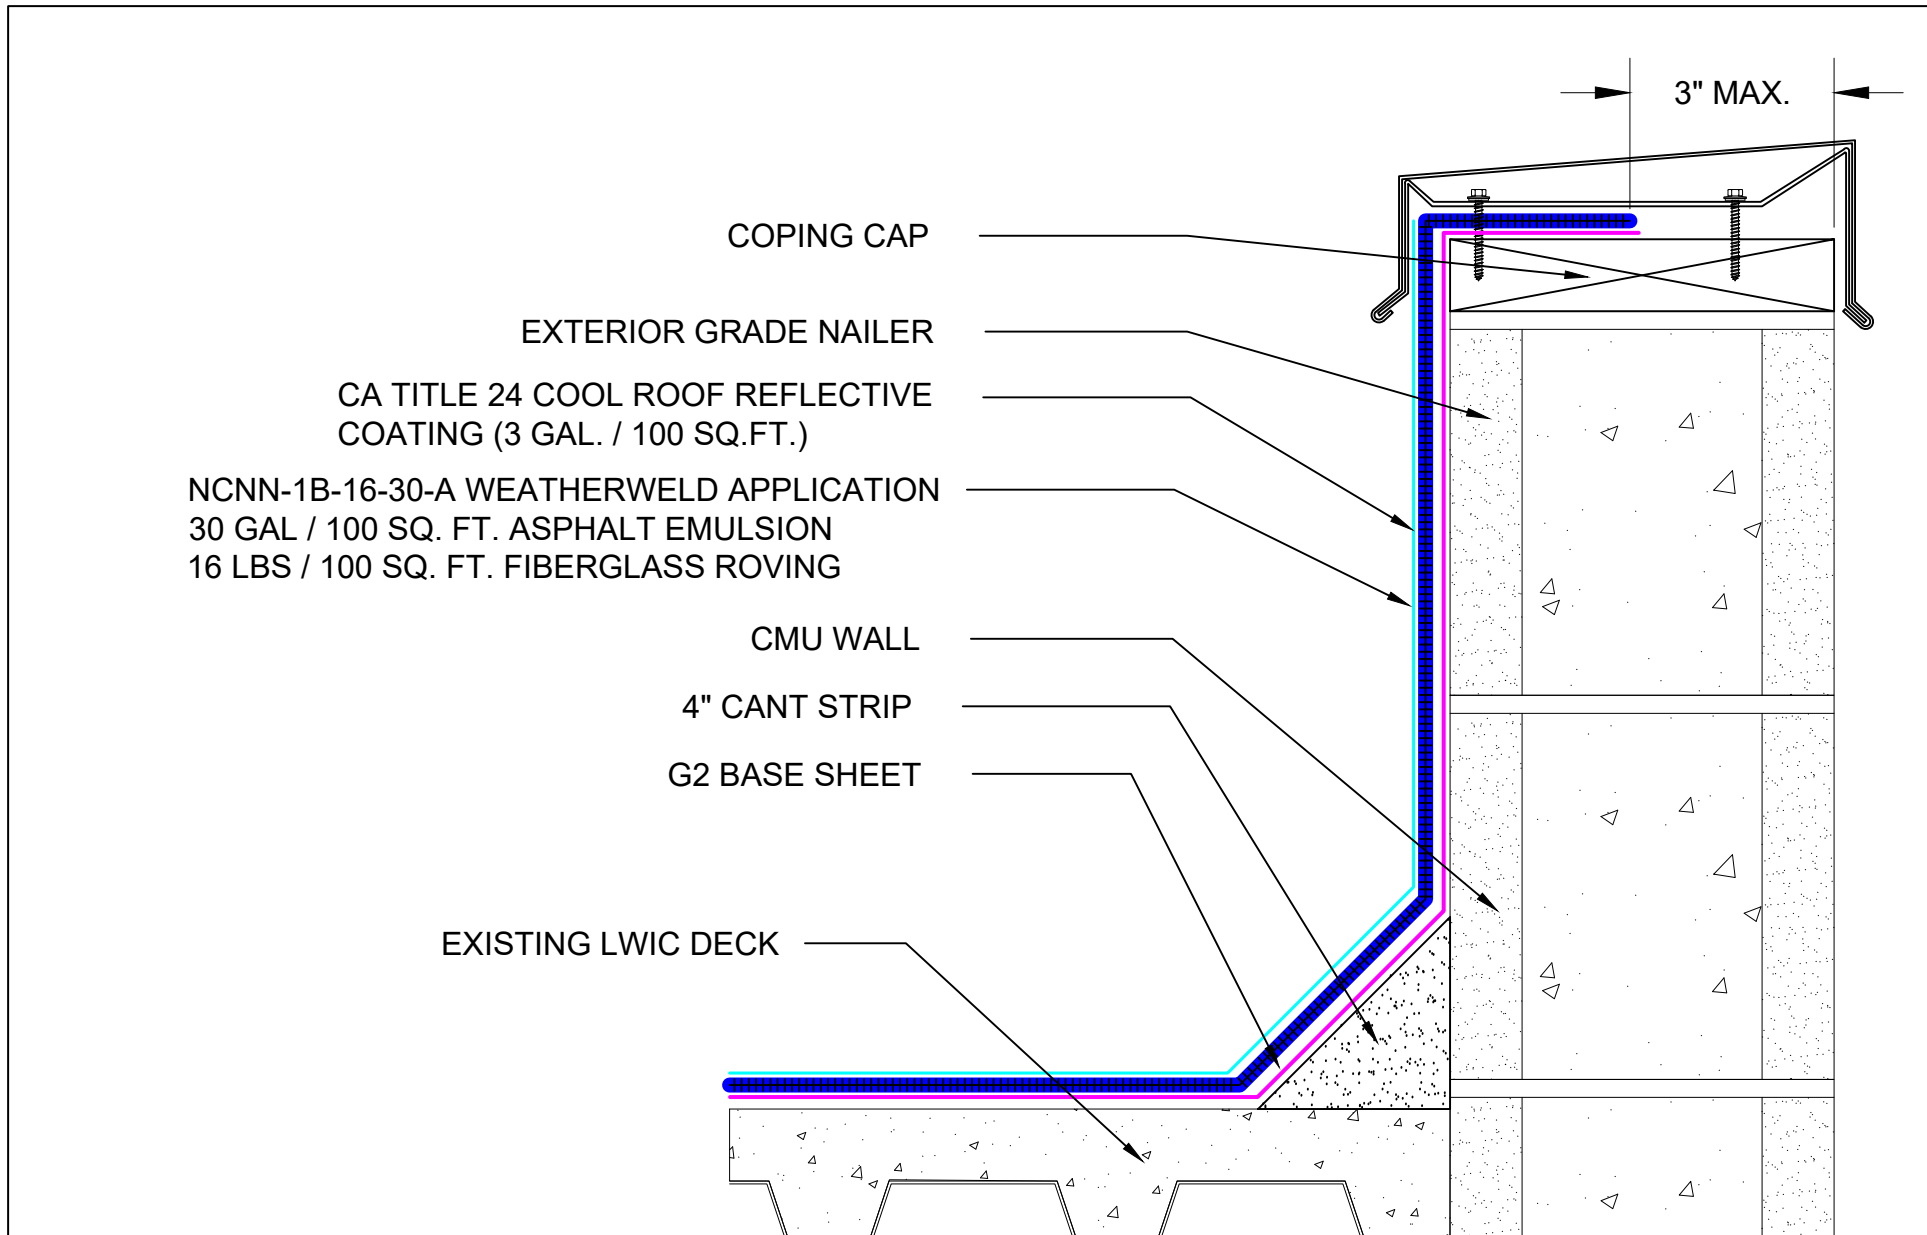 3" MAX.
COPING CAP
EXTERIOR GRADE NAILER
CA TITLE 24 COOL ROOF REFLECTIVE
COATING (3 GAL. / 100 SQ.FT.)
NCNN-1B-16-30-A WEATHERWELD APPLICATION
30 GAL / 100 SQ. FT. ASPHALT EMULSION
16 LBS / 100 SQ. FT. FIBERGLASS ROVING
CMU WALL
4" CANT STRIP
G2 BASE SHEET
EXISTING LWIC DECK